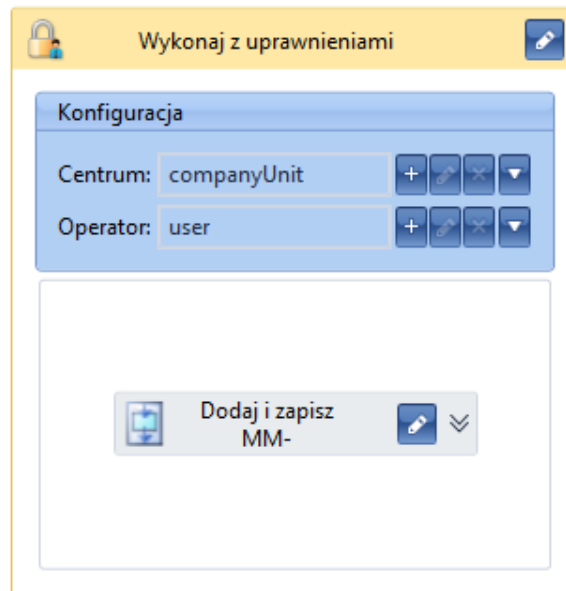 Wykonaj z uprawnieniami
Konfiguracja
Centrum: companyUnit
Operator: user
Dodaj i zapisz
MM-